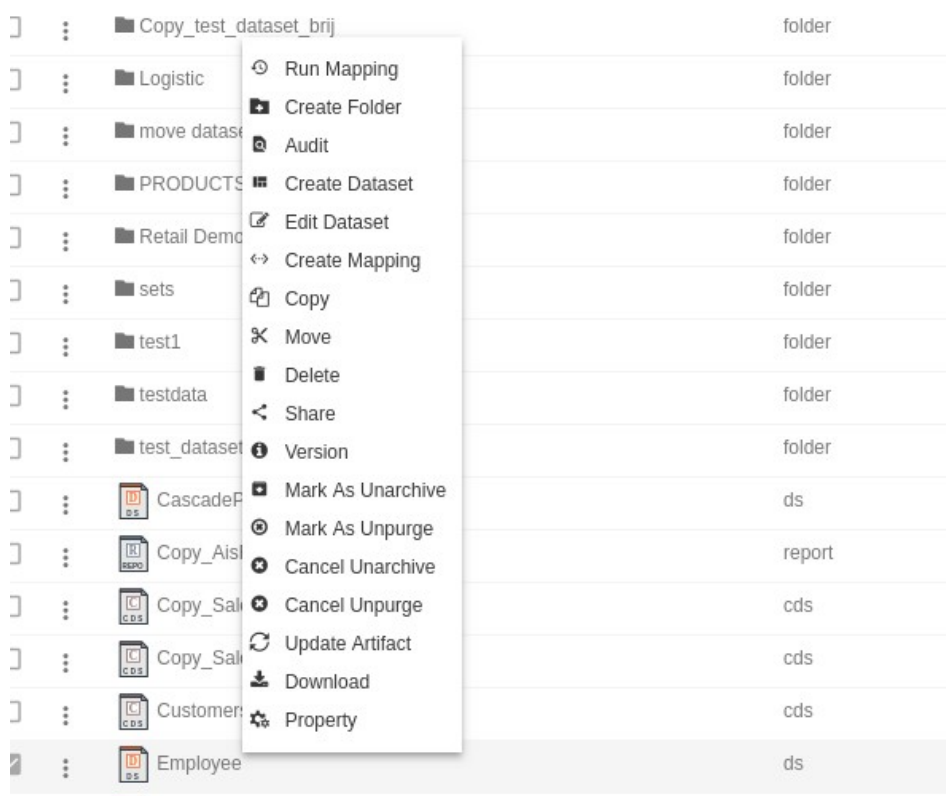 Copy_test_dataset_brij folder
Logistic folder
move datase folder
PRODUCTS folder
Retail Demo folder
sets folder
test1 folder
testdata folder
test_dataset folder
DS CascadeP ds
REPO Copy_Aisl report
CDS Copy_Sal cds
CDS Copy_Sal cds
CDS Customers cds
DS Employee ds
Run Mapping
Create Folder
Audit
Create Dataset
Edit Dataset
Create Mapping
Copy
Move
Delete
Share
Version
Mark As Unarchive
Mark As Unpurge
Cancel Unarchive
Cancel Unpurge
Update Artifact
Download
Property